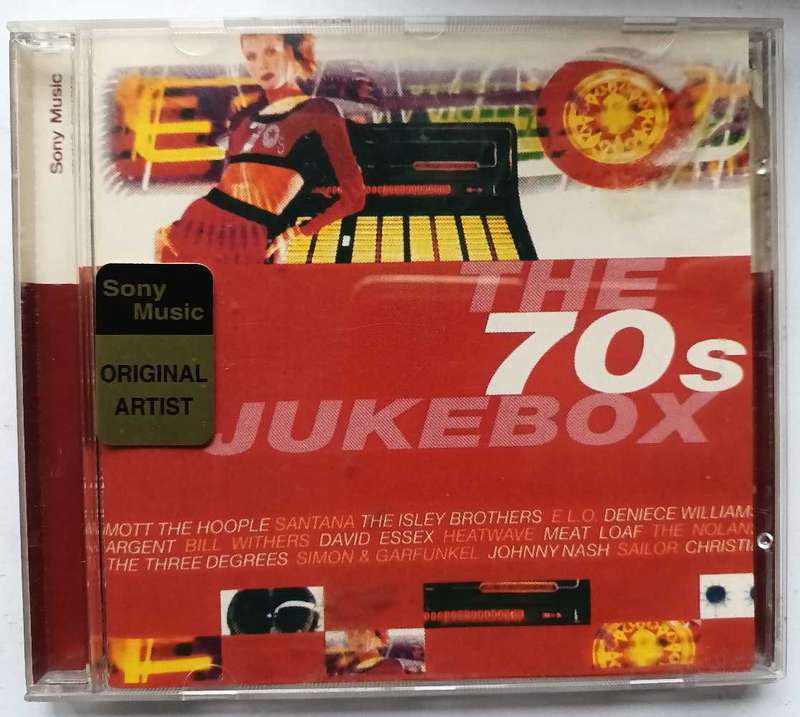 Sony Music
70s
Sony
Music
ORIGINAL
ARTIST
THE
70s
JUKEBOX
MOTT THE HOOPLE SANTANA THE ISLEY BROTHERS E.L.O. DENIECE WILLIAMS
ARGENT BILL WITHERS DAVID ESSEX HEATWAVE MEAT LOAF THE NOLANS
THE THREE DEGREES SIMON & GARFUNKEL JOHNNY NASH SAILOR CHRISTI